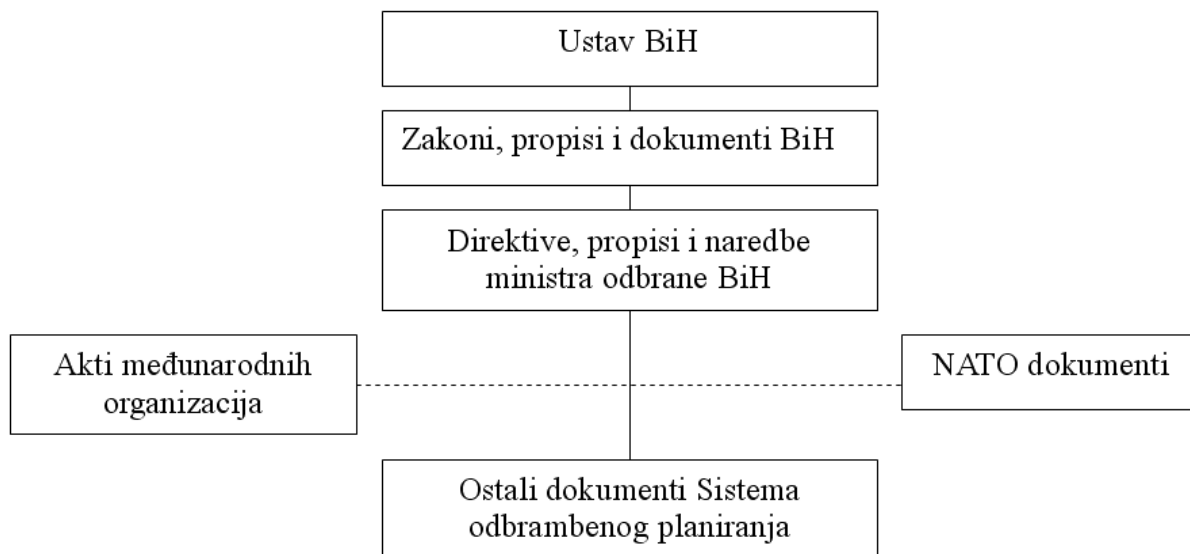 Ustav BiH
Zakoni, propisi i dokumenti BiH
Direktive, propisi i naredbe
ministra odbrane BiH
Akti međunarodnih
organizacija
NATO dokumenti
Ostali dokumenti Sistema
odbrambenog planiranja